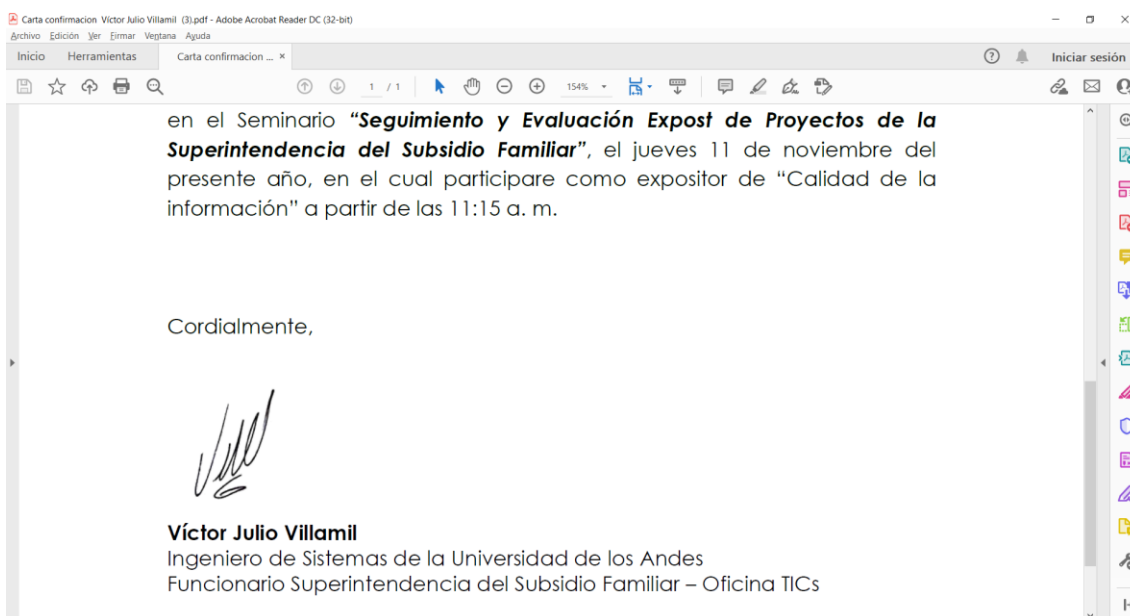 Carta confirmacion Víctor Julio Villamil (3).pdf - Adobe Acrobat Reader DC (32-bit)
Archivo Edición Ver Firmar Ventana Ayuda
Inicio Herramientas Carta confirmacion ... × Iniciar sesión
1 / 1 154%
en el Seminario “Seguimiento y Evaluación Expost de Proyectos de la
Superintendencia del Subsidio Familiar”, el jueves 11 de noviembre del
presente año, en el cual participare como expositor de “Calidad de la
información” a partir de las 11:15 a. m.
Cordialmente,
Víctor Julio Villamil
Ingeniero de Sistemas de la Universidad de los Andes
Funcionario Superintendencia del Subsidio Familiar – Oficina TICs